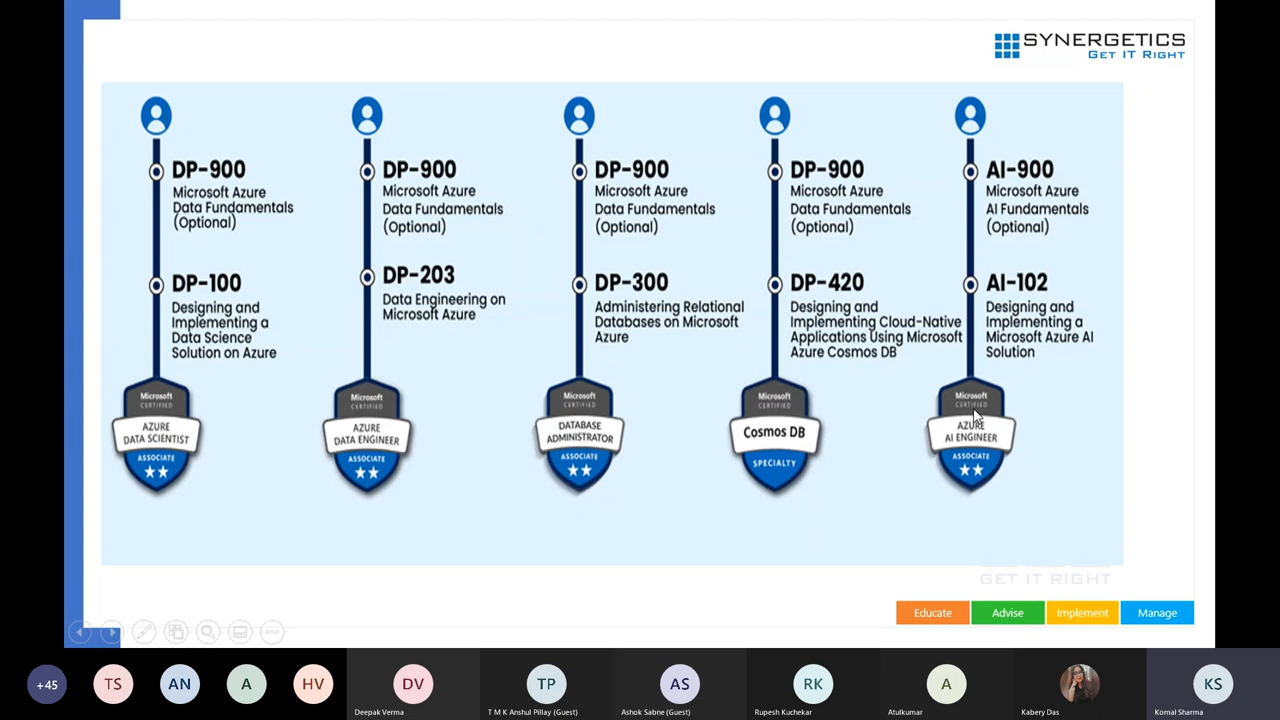 SYNERGETICS
GET IT RIGHT
DP-900
Microsoft Azure
Data Fundamentals
(Optional)
DP-100
Designing and
Implementing a
Data Science
Solution on Azure
Microsoft
CERTIFIED
AZURE
DATA SCIENTIST
ASSOCIATE
DP-900
Microsoft Azure
Data Fundamentals
(Optional)
DP-203
Data Engineering on
Microsoft Azure
Microsoft
CERTIFIED
AZURE
DATA ENGINEER
ASSOCIATE
DP-900
Microsoft Azure
Data Fundamentals
(Optional)
DP-300
Administering Relational
Databases on Microsoft
Azure
Microsoft
CERTIFIED
DATABASE
ADMINISTRATOR
ASSOCIATE
DP-900
Microsoft Azure
Data Fundamentals
(Optional)
DP-420
Designing and
Implementing Cloud-Native
Applications Using Microsoft
Azure Cosmos DB
Microsoft
CERTIFIED
Cosmos DB
SPECIALTY
AI-900
Microsoft Azure
AI Fundamentals
(Optional)
AI-102
Designing and
Implementing a
Microsoft Azure AI
Solution
Microsoft
CERTIFIED
AZURE
AI ENGINEER
ASSOCIATE
GET IT RIGHT
Educate
Advise
Implement
Manage
+45
TS
AN
A
HV
DV
Deepak Verma
TP
T M K Anshul Pillay (Guest)
AS
Ashok Sabne (Guest)
RK
Rupesh Kuchekar
A
Atulkumar
Kabery Das
KS
Komal Sharma